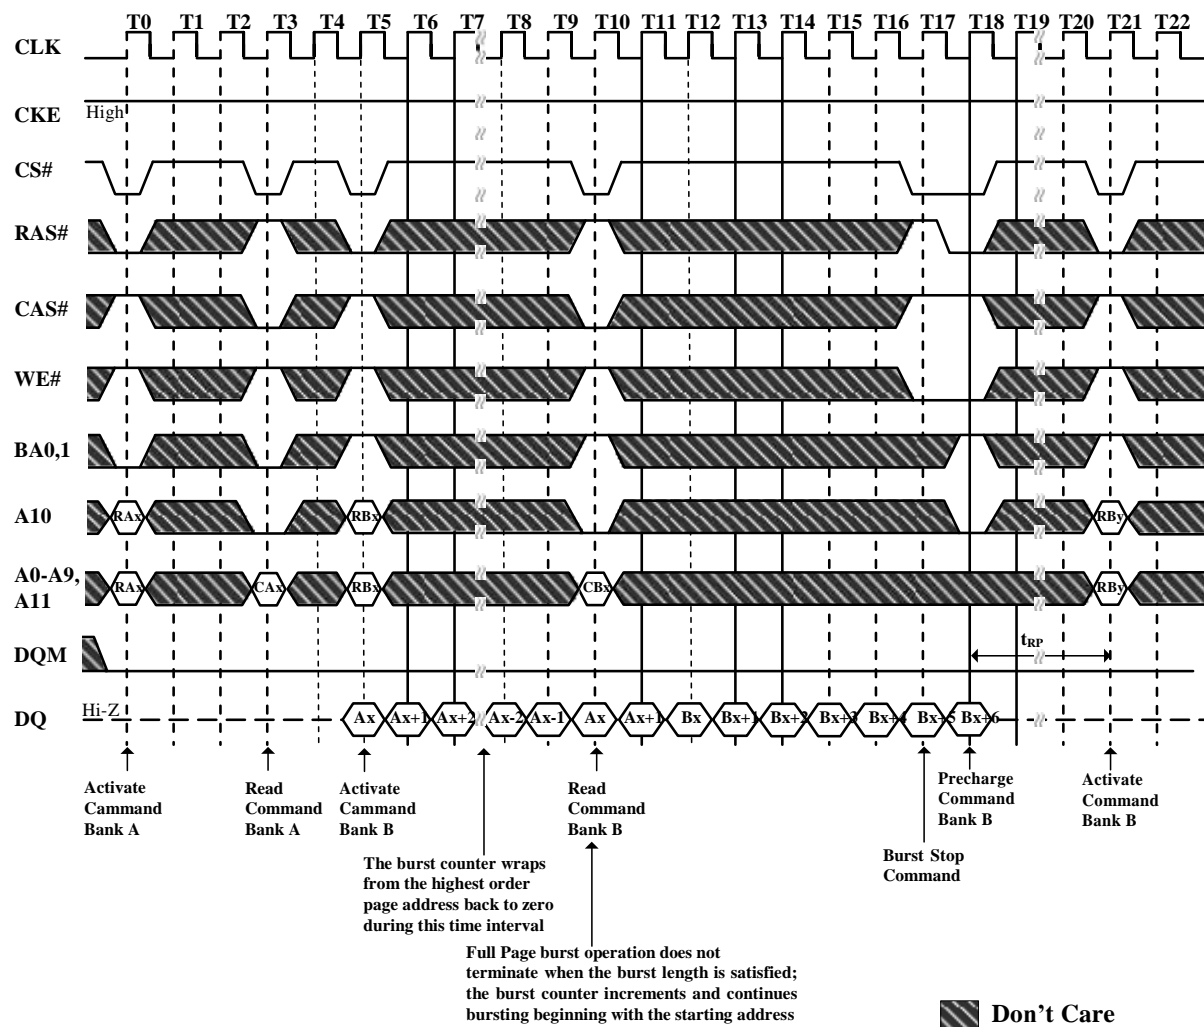 T0 T1 T2 T3 T4 T5 T6 T7 T8 T9 T10 T11 T12 T13 T14 T15 T16 T17 T18 T19 T20 T21 T22
CLK
CKE High
CS#
RAS#
CAS#
WE#
BA0,1
A10 RAx RBx RBy
A0-A9,
A11 RAx CAx RBx CBx RBy
DQM tRP
DQ Hi-Z Ax Ax+1 Ax+2 Ax-2 Ax-1 Ax Ax+1 Bx Bx+1 Bx+2 Bx+3 Bx+4 Bx+5 Bx+6
Activate
Cammand
Bank A
Read
Command
Bank A
Activate
Cammand
Bank B
Read
Command
Bank B
Precharge
Command
Bank B
Activate
Command
Bank B
Burst Stop
Command
The burst counter wraps
from the highest order
page address back to zero
during this time interval
Full Page burst operation does not
terminate when the burst length is satisfied;
the burst counter increments and continues
bursting beginning with the starting address
Don't Care